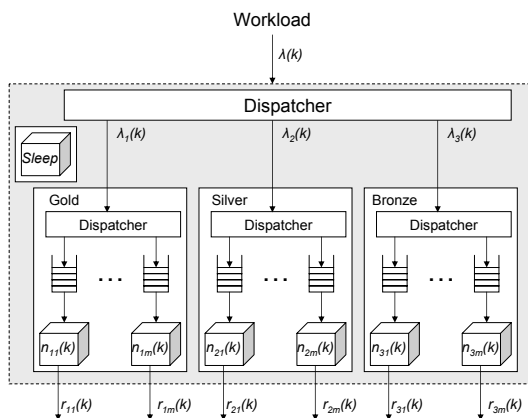 Workload
λ(k)
Dispatcher
λ1(k) λ2(k) λ3(k)
Sleep
Gold Silver Bronze
Dispatcher Dispatcher Dispatcher
... ... ...
n11(k) n1m(k) n21(k) n2m(k) n31(k) n3m(k)
r11(k) r1m(k) r21(k) r2m(k) r31(k) r3m(k)